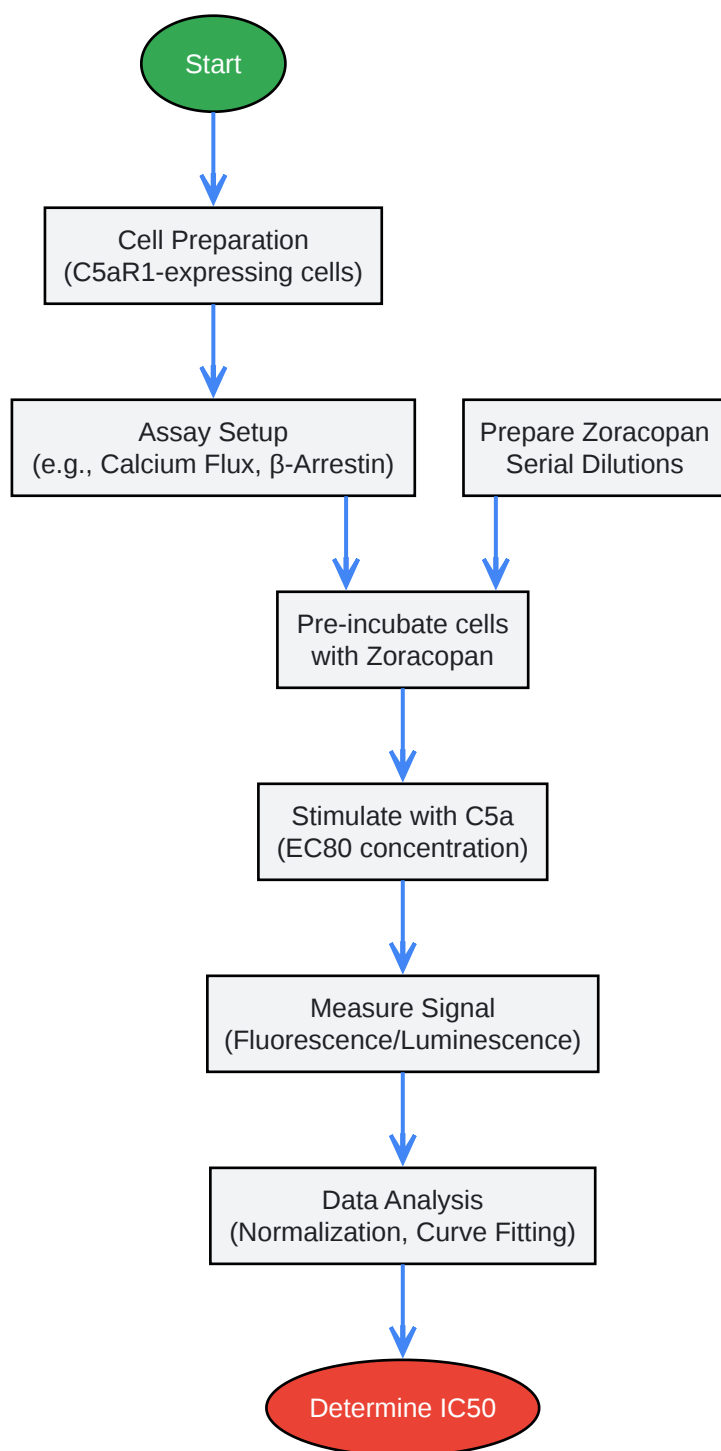 Start
Cell Preparation
(C5aR1-expressing cells)
Assay Setup
(e.g., Calcium Flux, β-Arrestin)
Prepare Zoracopan
Serial Dilutions
Pre-incubate cells
with Zoracopan
Stimulate with C5a
(EC80 concentration)
Measure Signal
(Fluorescence/Luminescence)
Data Analysis
(Normalization, Curve Fitting)
Determine IC50